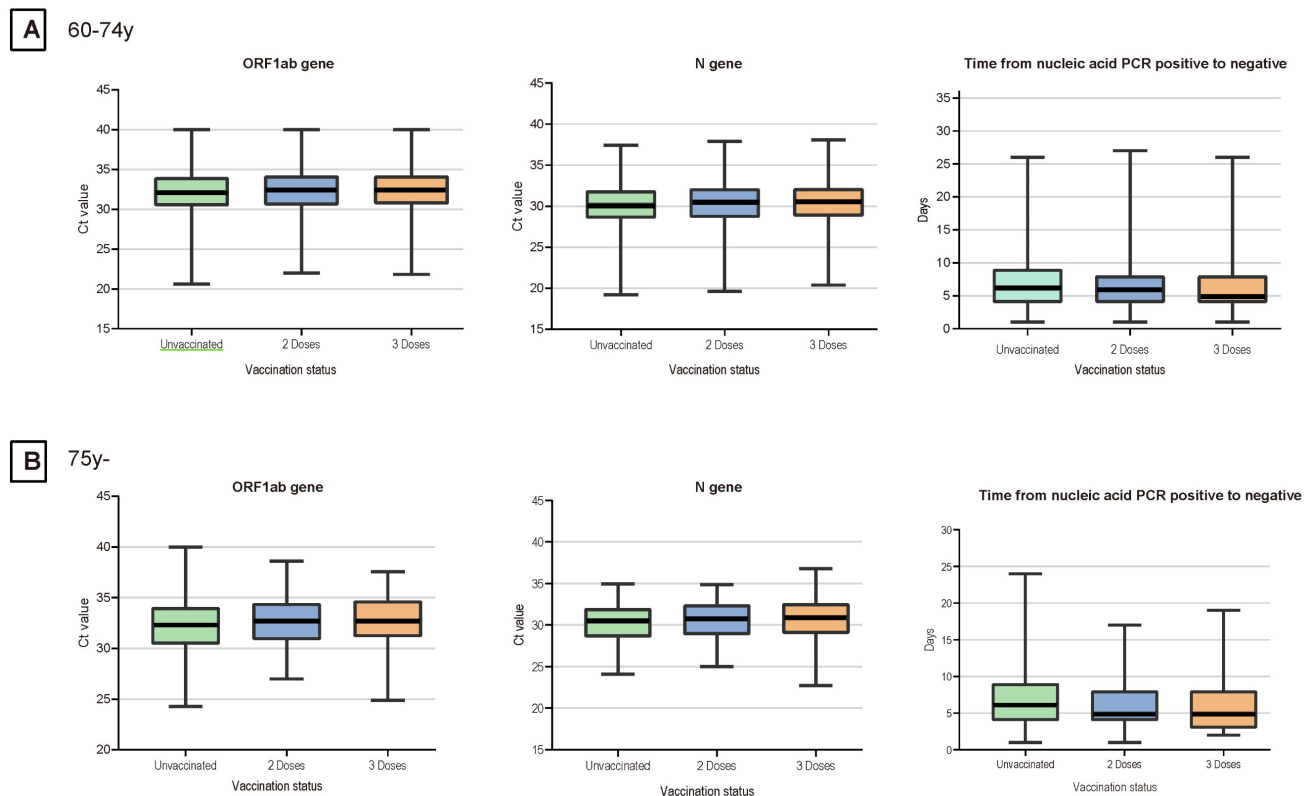 A 60-74y
ORF1ab gene
45
40
35
30
25
20
15
Ct value
Unvaccinated 2 Doses 3 Doses
Vaccination status
N gene
45
40
35
30
25
20
15
Ct value
Unvaccinated 2 Doses 3 Doses
Vaccination status
Time from nucleic acid PCR positive to negative
35
30
25
20
15
10
5
0
Days
Unvaccinated 2 Doses 3 Doses
Vaccination status
B 75y-
ORF1ab gene
45
40
35
30
25
20
Ct value
Unvaccinated 2 Doses 3 Doses
Vaccination status
N gene
45
40
35
30
25
20
15
Ct value
Unvaccinated 2 Doses 3 Doses
Vaccination status
Time from nucleic acid PCR positive to negative
30
25
20
15
10
5
0
Days
Unvaccinated 2 Doses 3 Doses
Vaccination status